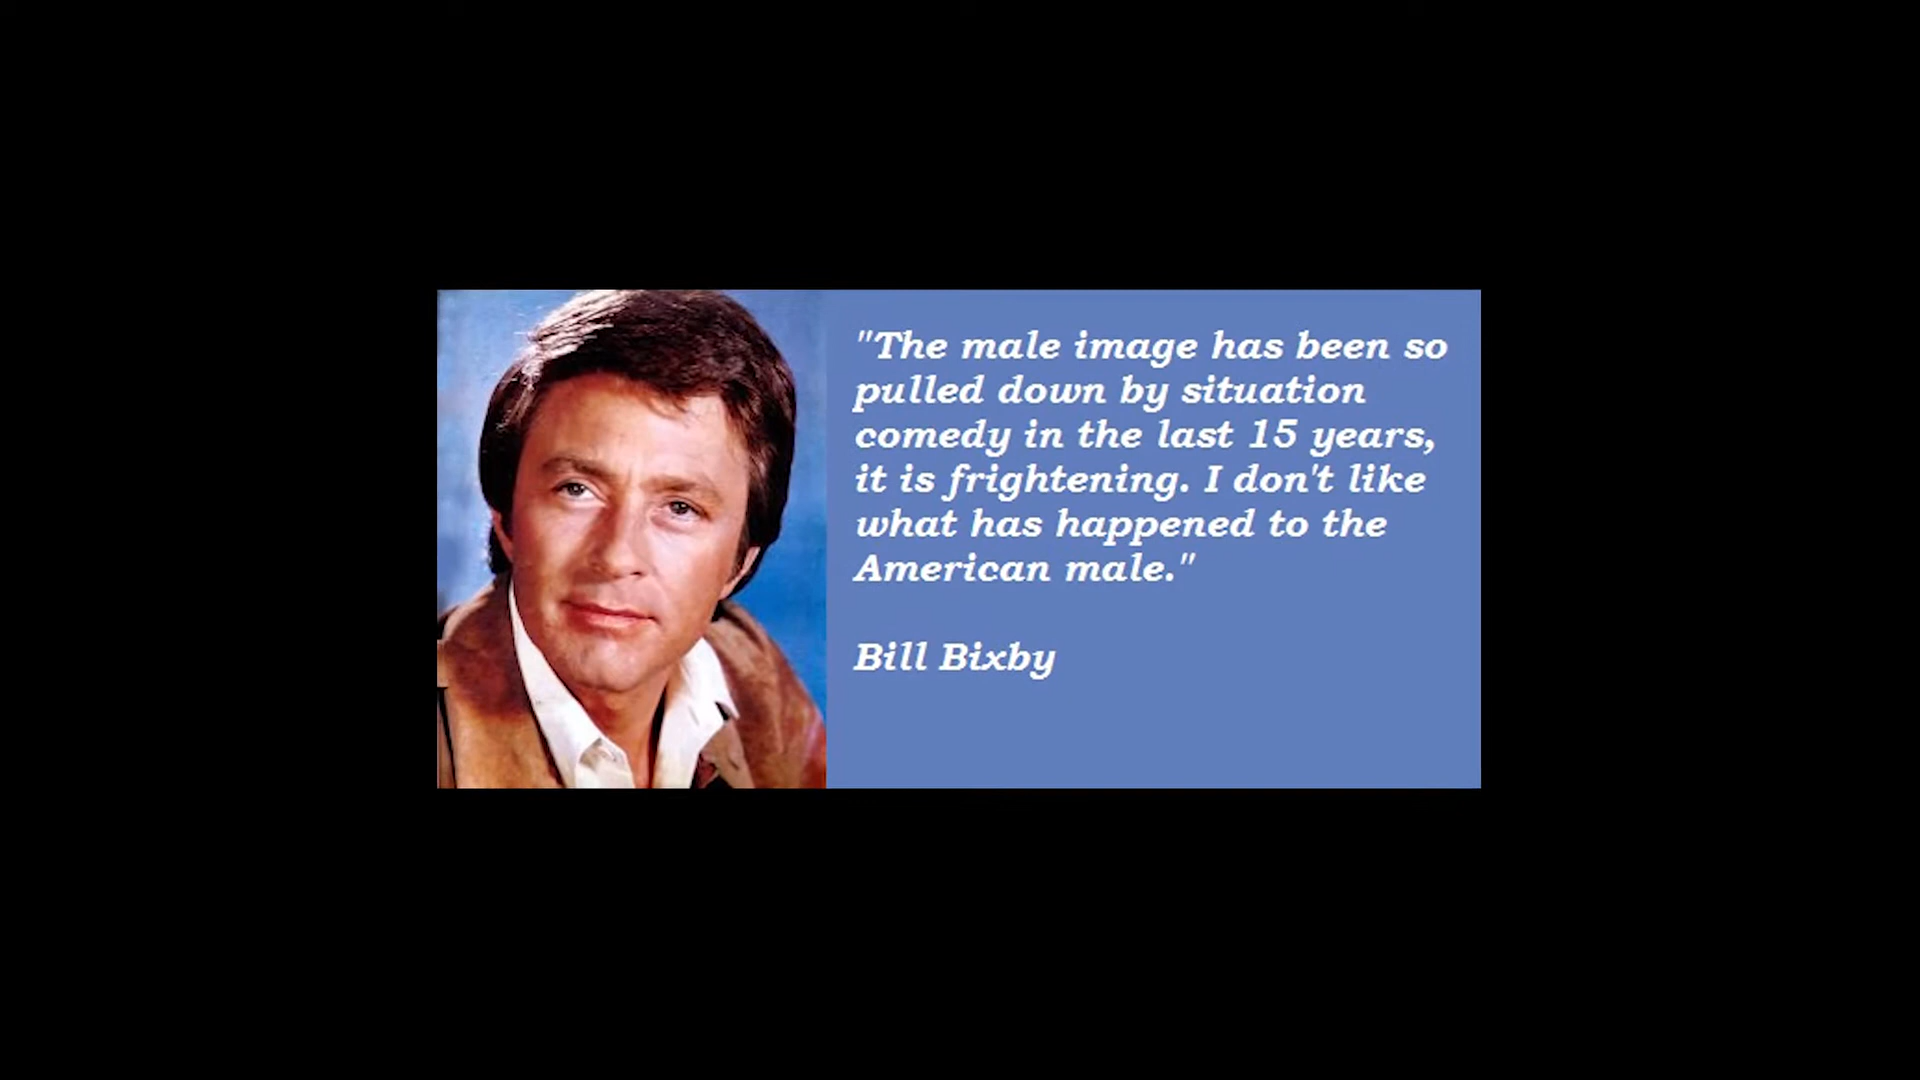 "The male image has been so
pulled down by situation
comedy in the last 15 years,
it is frightening. I don't like
what has happened to the
American male."
Bill Bixby